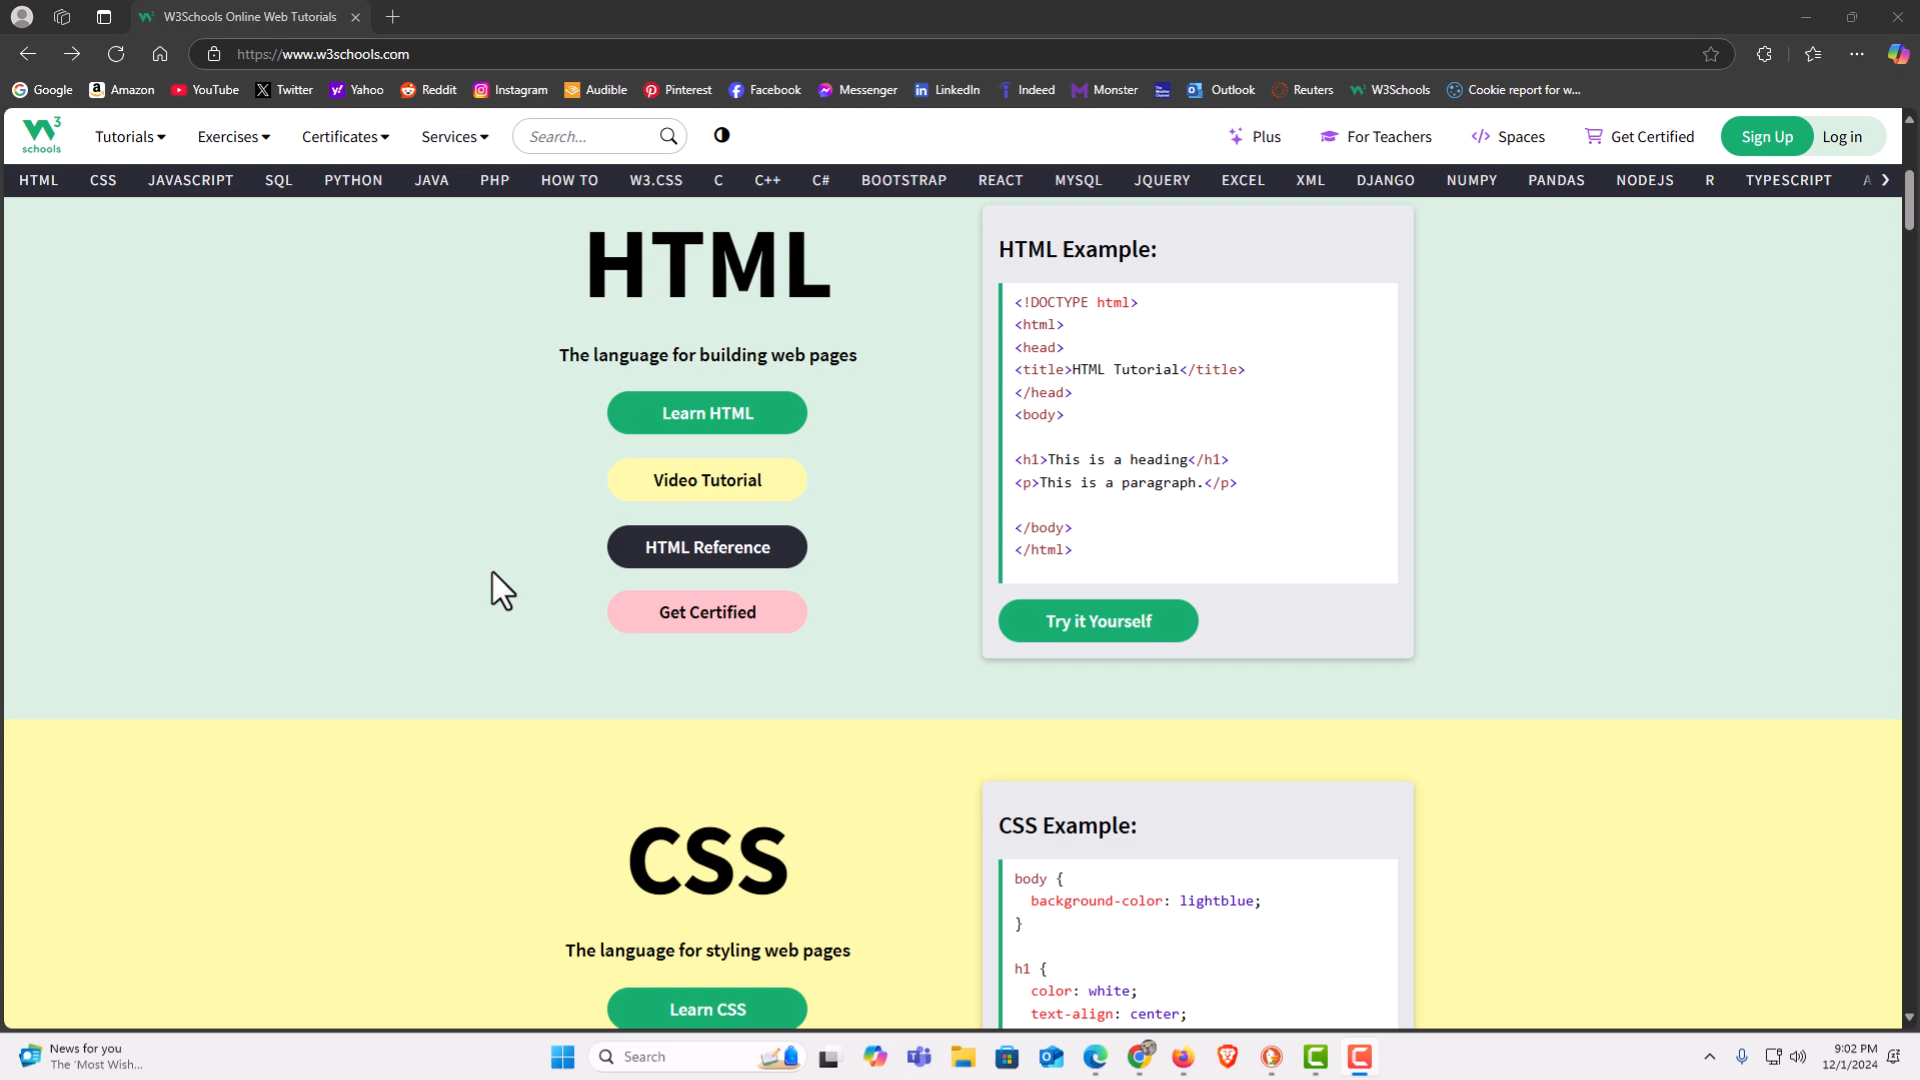 W3Schools Online Web Tutorials
https://www.w3schools.com
Google Amazon YouTube Twitter Yahoo Reddit Instagram Audible Pinterest Facebook Messenger LinkedIn Indeed Monster Outlook Reuters W3Schools Cookie report for w...
W3 schools
Tutorials Exercises Certificates Services Search... Plus For Teachers Spaces Get Certified Sign Up Log in
HTML CSS JAVASCRIPT SQL PYTHON JAVA PHP HOW TO W3.CSS C C++ C# BOOTSTRAP REACT MYSQL JQUERY EXCEL XML DJANGO NUMPY PANDAS NODEJS R TYPESCRIPT A
HTML
The language for building web pages
Learn HTML
Video Tutorial
HTML Reference
Get Certified
HTML Example:
<!DOCTYPE html>
<html>
<head>
<title>HTML Tutorial</title>
</head>
<body>
<h1>This is a heading</h1>
<p>This is a paragraph.</p>
</body>
</html>
Try it Yourself
CSS
The language for styling web pages
Learn CSS
CSS Example:
body {
background-color: lightblue;
}
h1 {
color: white;
text-align: center;
News for you
The 'Most Wish...
Search
9:02 PM
12/1/2024